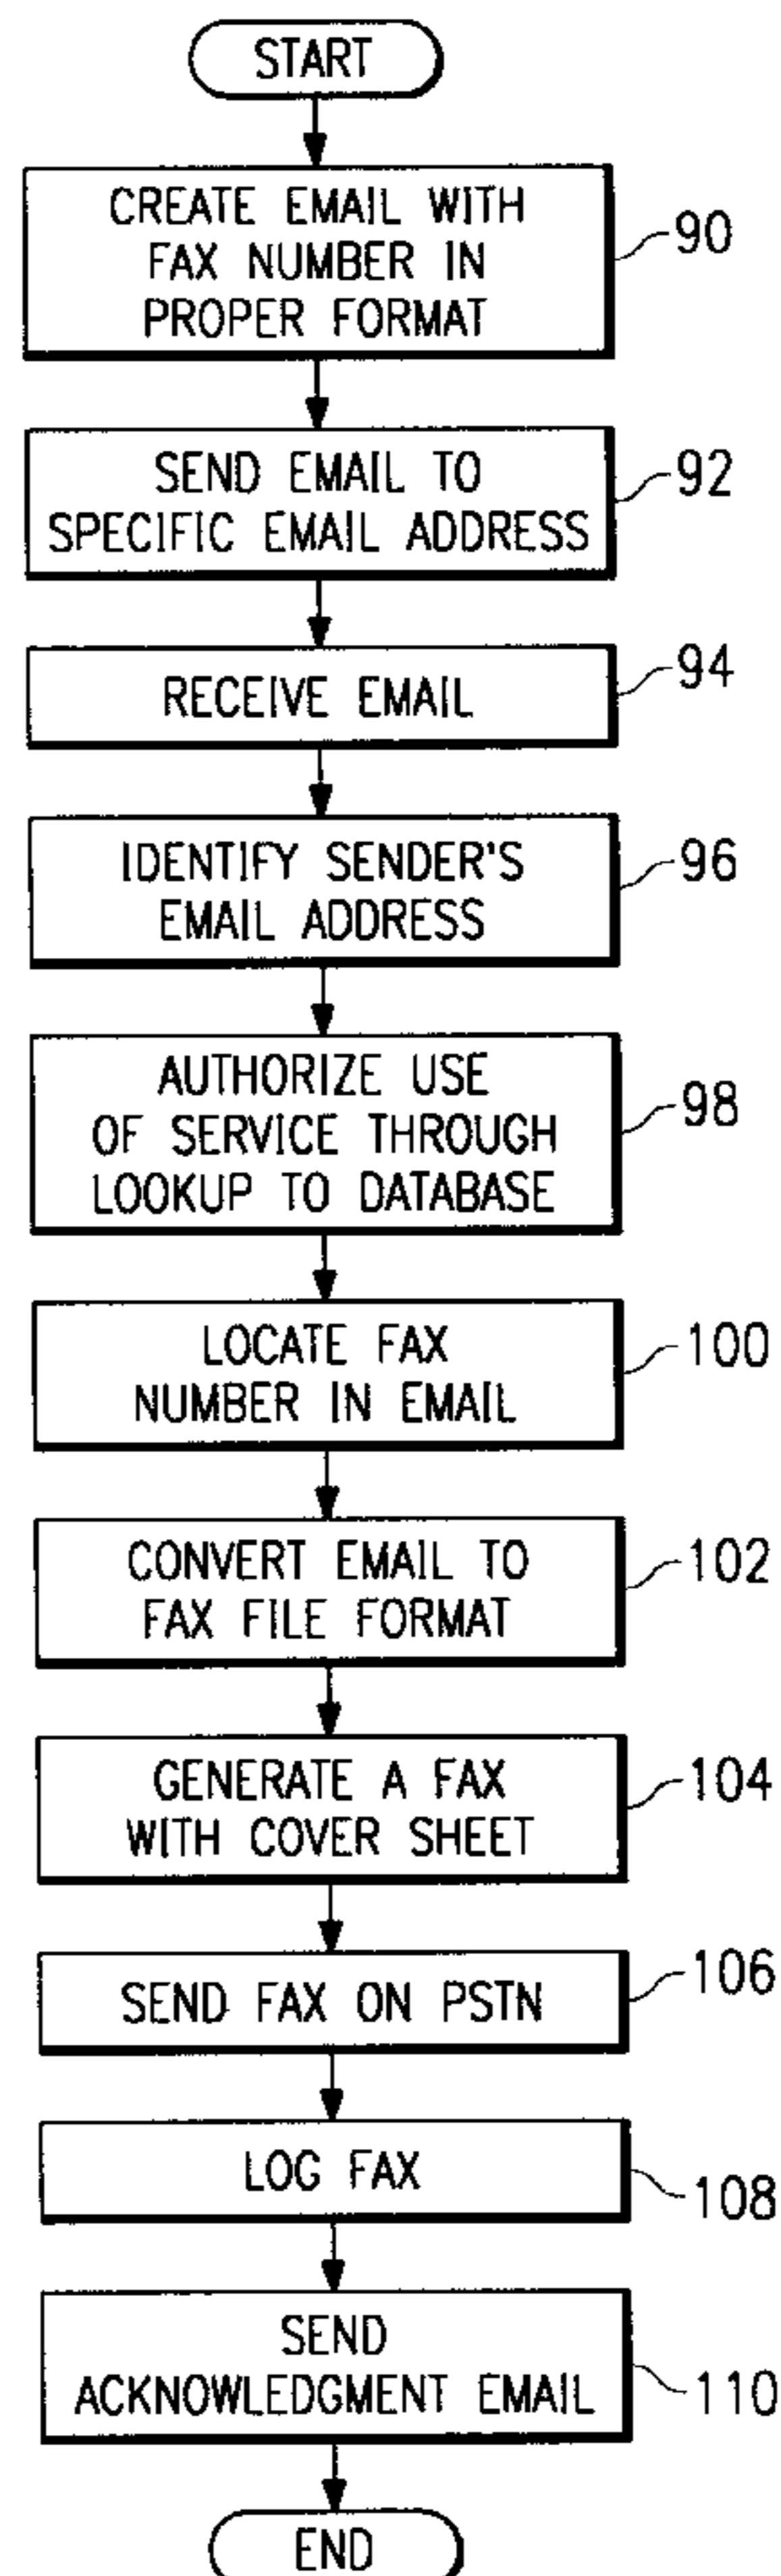 START
CREATE EMAIL WITH
FAX NUMBER IN
PROPER FORMAT
90
SEND EMAIL TO
SPECIFIC EMAIL ADDRESS
92
RECEIVE EMAIL
94
IDENTIFY SENDER'S
EMAIL ADDRESS
96
AUTHORIZE USE
OF SERVICE THROUGH
LOOKUP TO DATABASE
98
LOCATE FAX
NUMBER IN EMAIL
100
CONVERT EMAIL TO
FAX FILE FORMAT
102
GENERATE A FAX
WITH COVER SHEET
104
SEND FAX ON PSTN
106
LOG FAX
108
SEND
ACKNOWLEDGMENT EMAIL
110
END